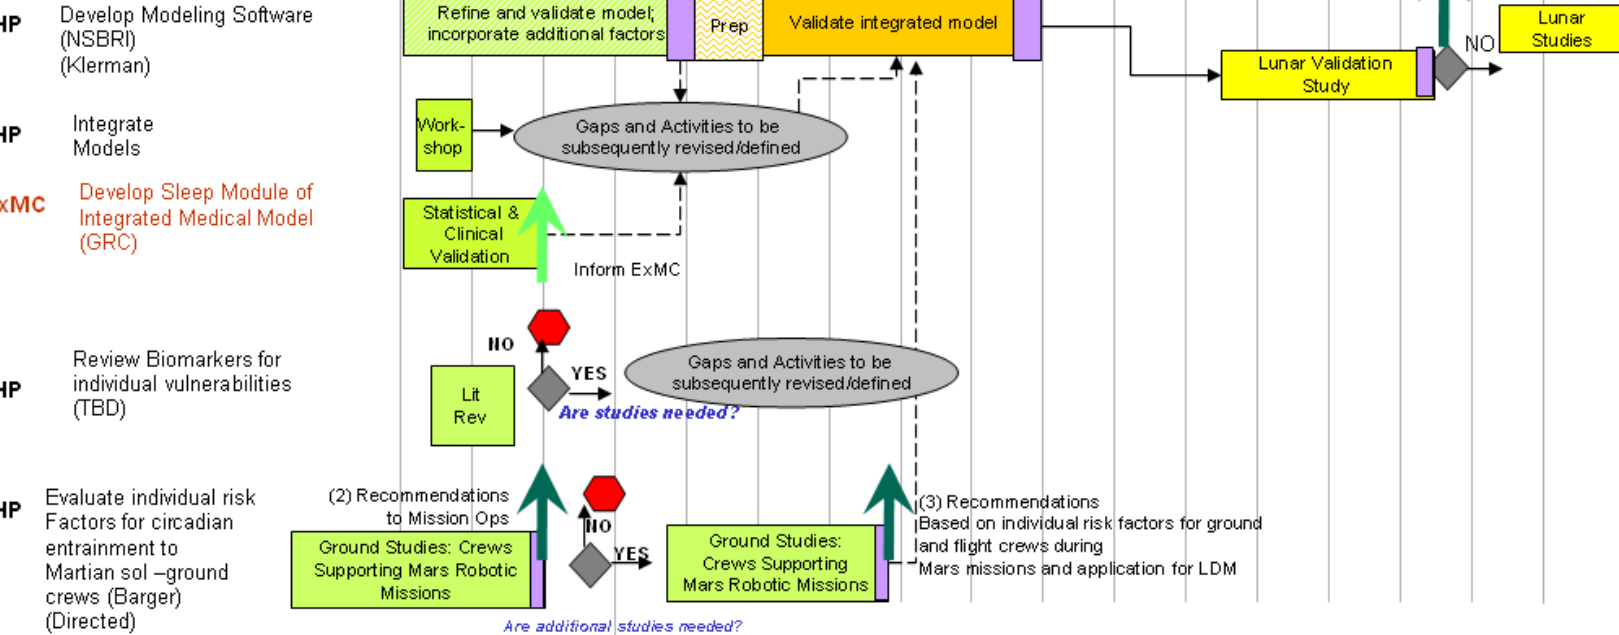 HP
Develop Modeling Software
(NSBRI)
(Klerman)
Refine and validate model;
incorporate additional factors
Prep
Validate integrated model
Lunar Validation
Study
NO
Lunar
Studies
HP
Integrate
Models
Work-
shop
Gaps and Activities to be
subsequently revised/defined
xMC
Develop Sleep Module of
Integrated Medical Model
(GRC)
Statistical &
Clinical
Validation
Inform ExMC
HP
Review Biomarkers for
individual vulnerabilities
(TBD)
Lit
Rev
NO
YES
Are studies needed?
Gaps and Activities to be
subsequently revised/defined
HP
Evaluate individual risk
Factors for circadian
entrainment to
Martian sol –ground
crews (Barger)
(Directed)
(2) Recommendations
to Mission Ops
Ground Studies: Crews
Supporting Mars Robotic
Missions
NO
YES
Are additional studies needed?
Ground Studies:
Crews Supporting
Mars Robotic Missions
(3) Recommendations
Based on individual risk factors for ground
and flight crews during
Mars missions and application for LDM